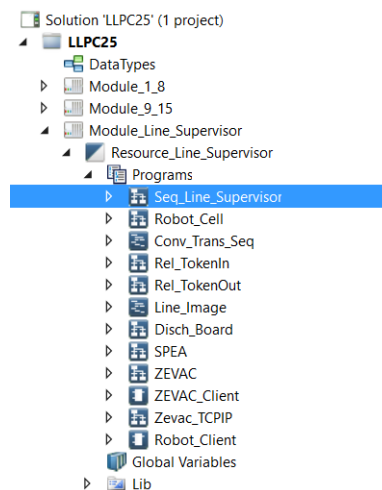 Solution 'LLPC25' (1 project)
LLPC25
DataTypes
Module_1_8
Module_9_15
Module_Line_Supervisor
Resource_Line_Supervisor
Programs
Seq_Line_Supervisor
Robot_Cell
Conv_Trans_Seq
Rel_TokenIn
Rel_TokenOut
Line_Image
Disch_Board
SPEA
ZEVAC
ZEVAC_Client
Zevac_TCPIP
Robot_Client
Global Variables
Lib